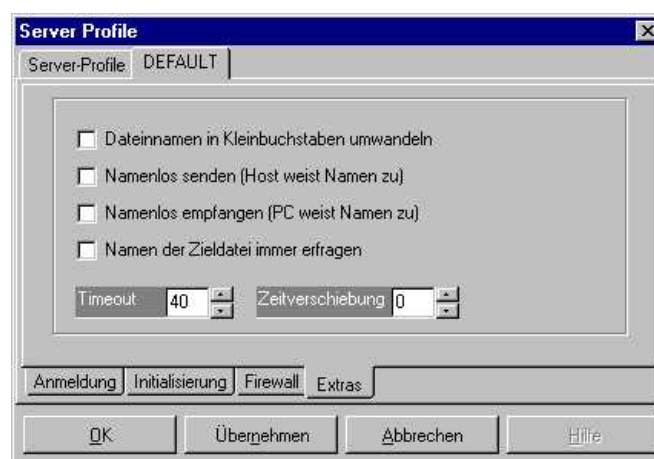 Server Profile
Server-Profile DEFAULT
Dateinnamen in Kleinbuchstaben umwandeln
Namenlos senden (Host weist Namen zu)
Namenlos empfangen (PC weist Namen zu)
Namen der Zieldatei immer erfragen
Timeout 40 Zeitverschiebung 0
Anmeldung Initialisierung Firewall Extras
OK Übernehmen Abbrechen Hilfe